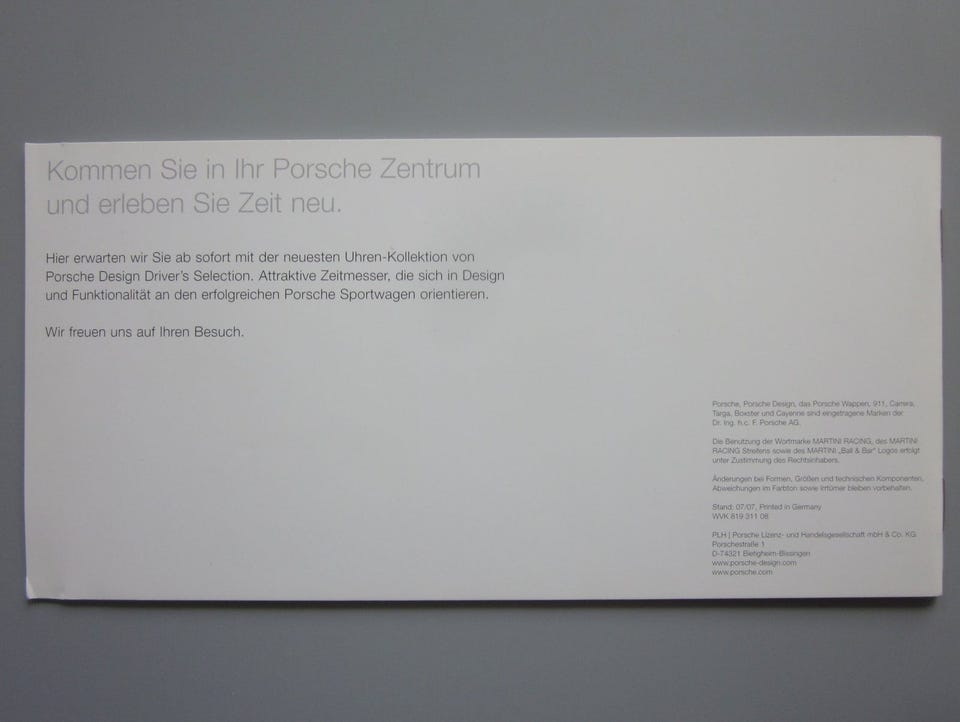 Kommen Sie in Ihr Porsche Zentrum
und erleben Sie Zeit neu.
Hier erwarten wir Sie ab sofort mit der neuesten Uhren-Kollektion von
Porsche Design Driver's Selection. Attraktive Zeitmesser, die sich in Design
und Funktionalität an den erfolgreichen Porsche Sportwagen orientieren.
Wir freuen uns auf Ihren Besuch.
Porsche, Porsche Design, das Porsche Wappen, 911, Carrera,
Targa, Boxster und Cayenne sind eingetragene Marken der
Dr. Ing. h.c. F. Porsche AG.
Die Benutzung der Wortmarke MARTINI RACING, des MARTINI
RACING Streifens sowie des MARTINI „Ball & Bar“ Logos erfolgt
unter Zustimmung des Rechtsinhabers.
Änderungen bei Formen, Größen und technischen Komponenten,
Abweichungen im Farbton sowie Irrtümer bleiben vorbehalten.
Stand: 07/07, Printed in Germany
WVK 819 311 08
PLH | Porsche Lizenz- und Handelsgesellschaft mbH & Co. KG
Porschestraße 1
D-74321 Bietigheim-Bissingen
www.porsche-design.com
www.porsche.com